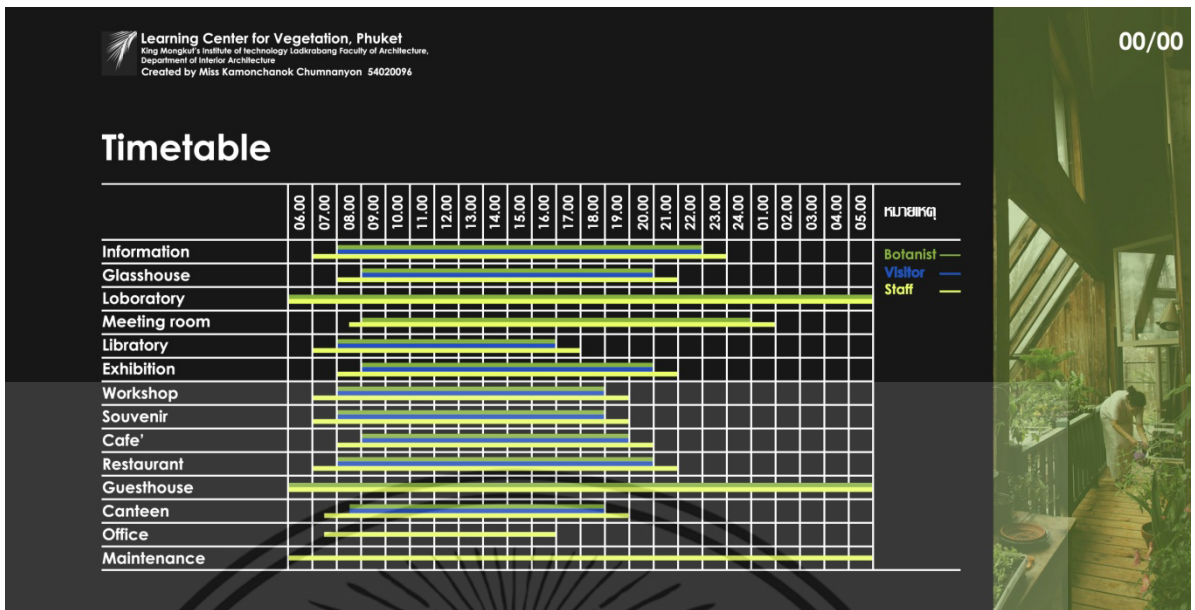 Learning Center for Vegetation, Phuket
King Mongkut's Institute of technology Ladkrabang Faculty of Architecture,
Department of Interior Architecture
Created by Miss Kamonchanok Chumnanyon 54020096
00/00
Timetable
06.00 07.00 08.00 09.00 10.00 11.00 12.00 13.00 14.00 15.00 16.00 17.00 18.00 19.00 20.00 21.00 22.00 23.00 24.00 01.00 02.00 03.00 04.00 05.00 หมายเหตุ
Information
Glasshouse
Loboratory
Meeting room
Libratory
Exhibition
Workshop
Souvenir
Cafe'
Restaurant
Guesthouse
Canteen
Office
Maintenance
Botanist
Visitor
Staff